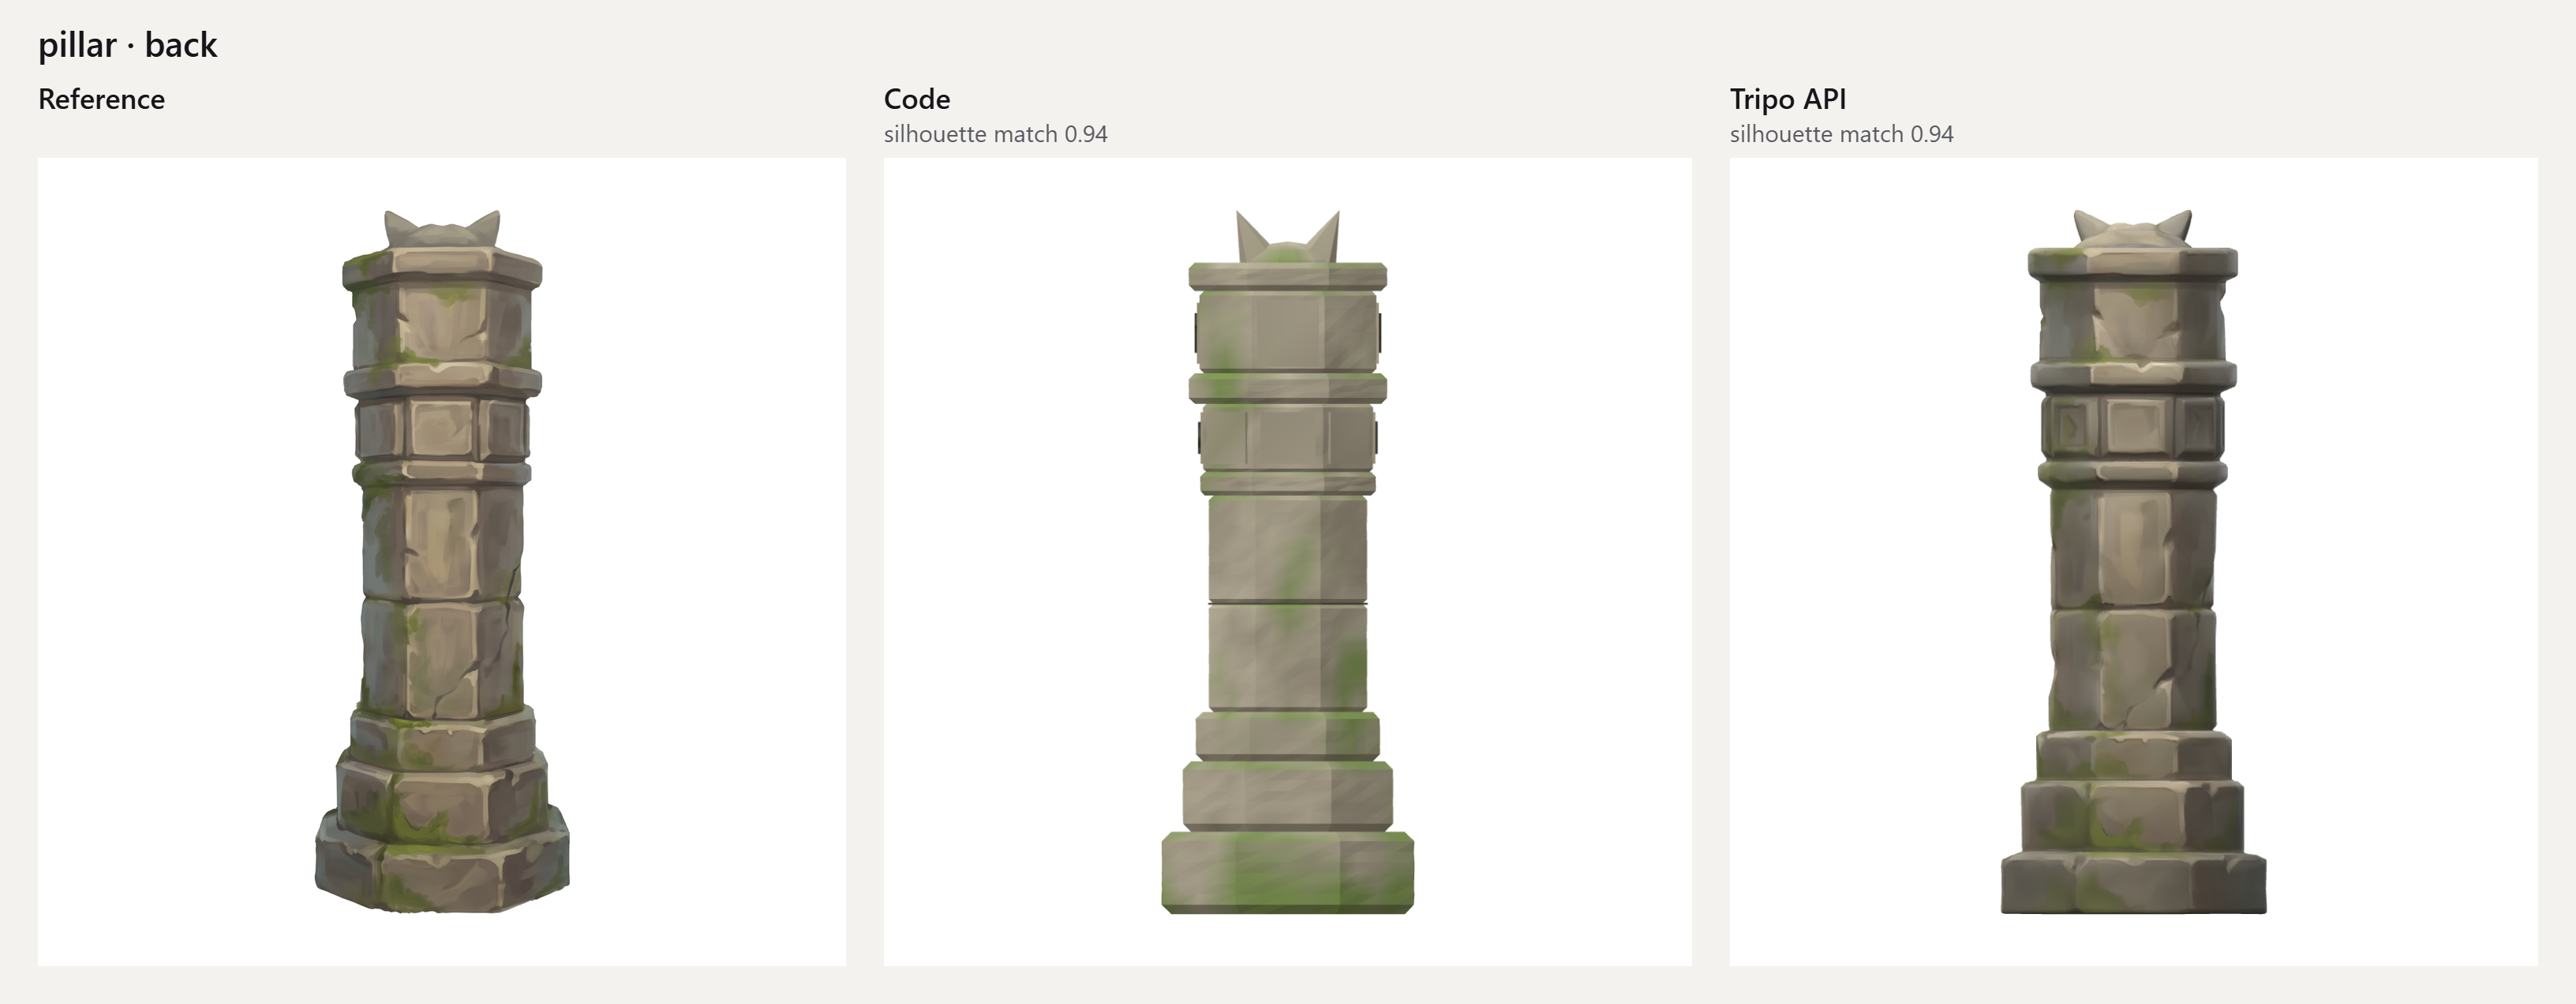 pillar · back
Reference
Code
silhouette match 0.94
Tripo API
silhouette match 0.94